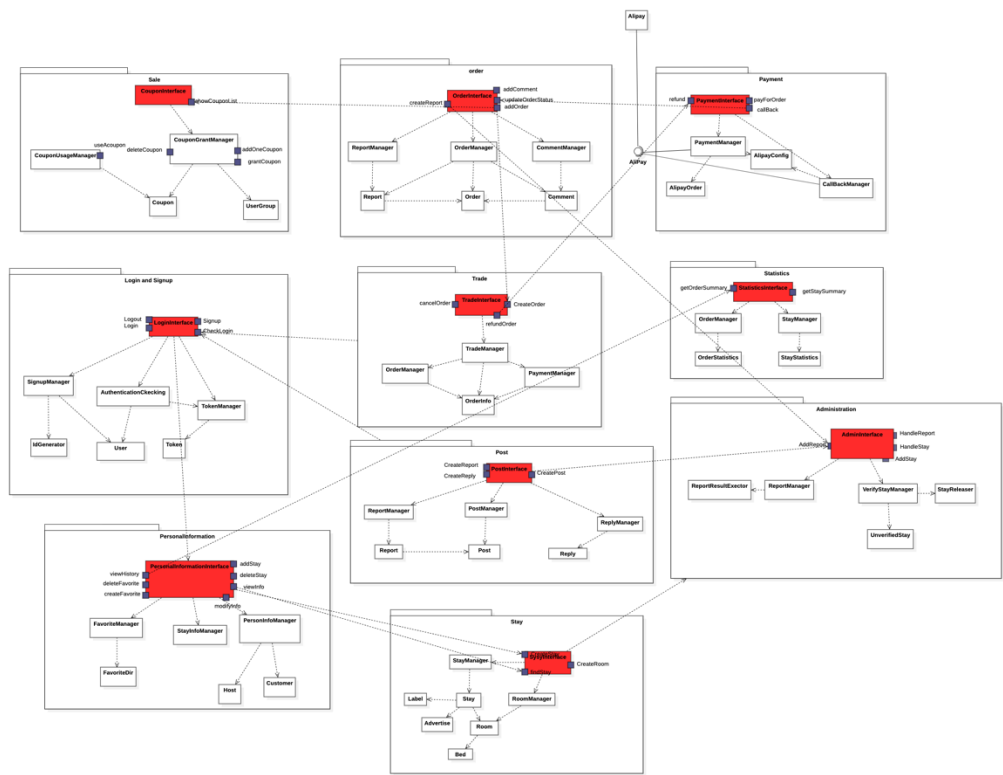 Alipay
Sale
CouponInterface
showCouponList
useAcoupon
CouponUsageManager
deleteCoupon
CouponGrantManager
addOneCoupon
grantCoupon
Coupon
UserGroup
order
addComment
createReport
OrderInterface
updateOrderStatus
addOrder
ReportManager
OrderManager
CommentManager
Report
Order
Comment
AliPay
Payment
refund
PaymentInterface
payForOrder
callBack
PaymentManager
AlipayConfig
AlipayOrder
CallBackManager
Login and Signup
Logout
Login
LoginInterface
Signup
CheckLogin
SignupManager
AuthenticationCkecking
TokenManager
IdGenerator
User
Token
Trade
cancelOrder
TradeInterface
CreateOrder
refundOrder
TradeManager
OrderManager
PaymentManager
OrderInfo
Statistics
getOrderSummary
StatisticsInterface
getStaySummary
OrderManager
StayManager
OrderStatistics
StayStatistics
Administration
AddReport
AdminInterface
HandleReport
HandleStay
AddStay
ReportResultExector
ReportManager
VerifyStayManager
StayReleaser
UnverifiedStay
Post
CreateReport
CreateReply
PostInterface
CreatePost
ReportManager
PostManager
ReplyManager
Report
Post
Reply
PersonalInformation
PersonalInformationInterface
addStay
viewHistory
deleteFavorite
createFavorite
deleteStay
viewInfo
modifyInfo
FavoriteManager
StayInfoManager
PersonInfoManager
FavoriteDir
Host
Customer
Stay
CreateRoom
StayManager
Label
Stay
RoomManager
Advertise
Room
Bed